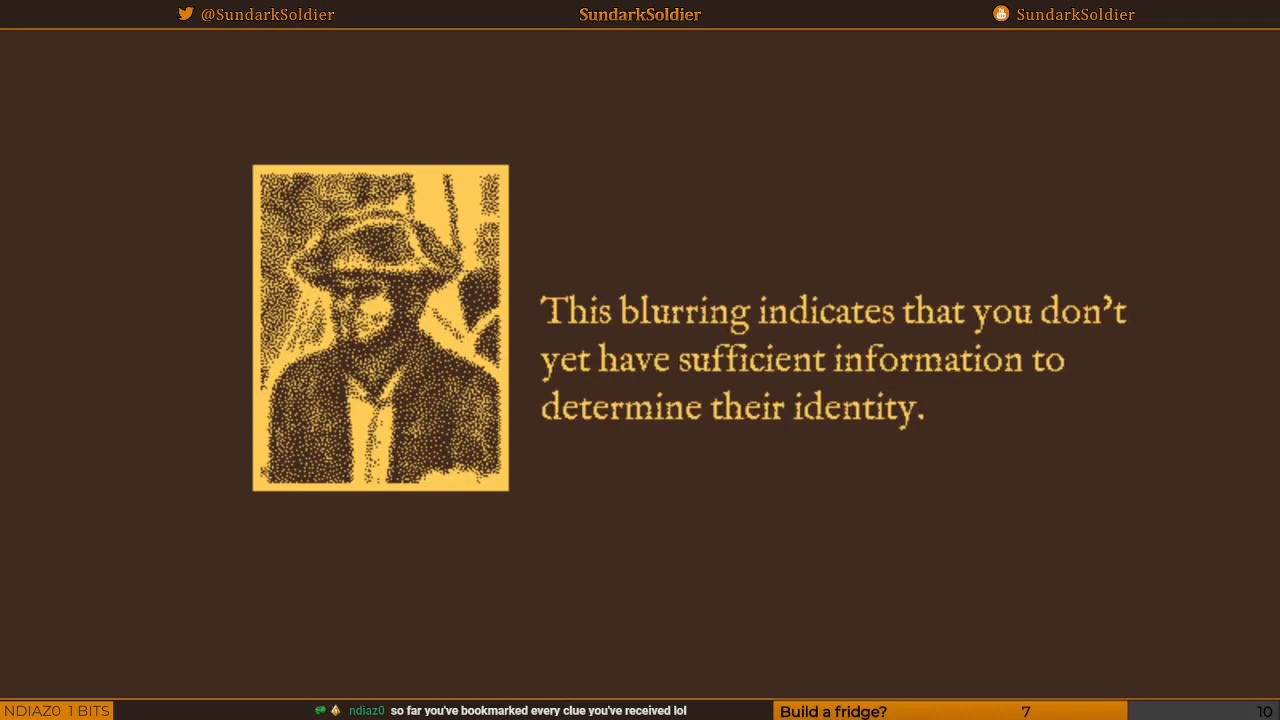 @SundarkSoldier
SundarkSoldier
SundarkSoldier
This blurring indicates that you don't
yet have sufficient information to
determine their identity.
NDIAZ0 1 BITS
ndiaz0 so far you've bookmarked every clue you've received lol
Build a fridge? 7 10